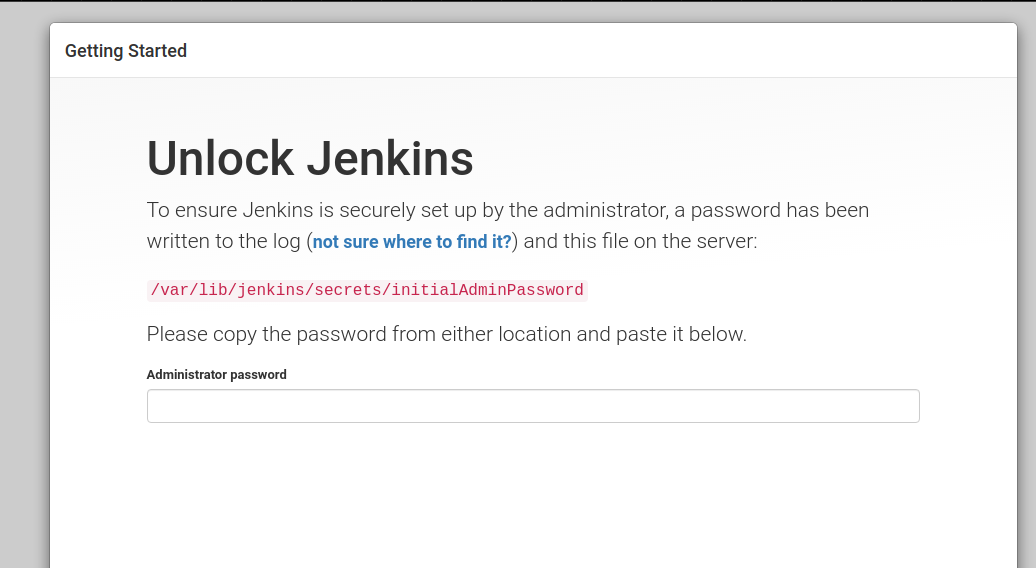 Getting Started
Unlock Jenkins
To ensure Jenkins is securely set up by the administrator, a password has been
written to the log (not sure where to find it?) and this file on the server:
/var/lib/jenkins/secrets/initialAdminPassword
Please copy the password from either location and paste it below.
Administrator password